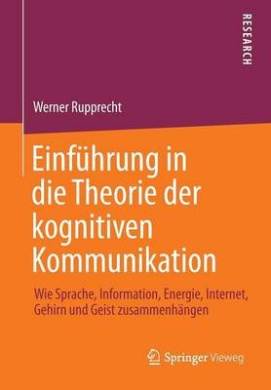 RESEARCH
Werner Rupprecht
Einführung in
die Theorie der
kognitiven
Kommunikation
Wie Sprache, Information, Energie, Internet,
Gehirn und Geist zusammenhängen
Springer Vieweg